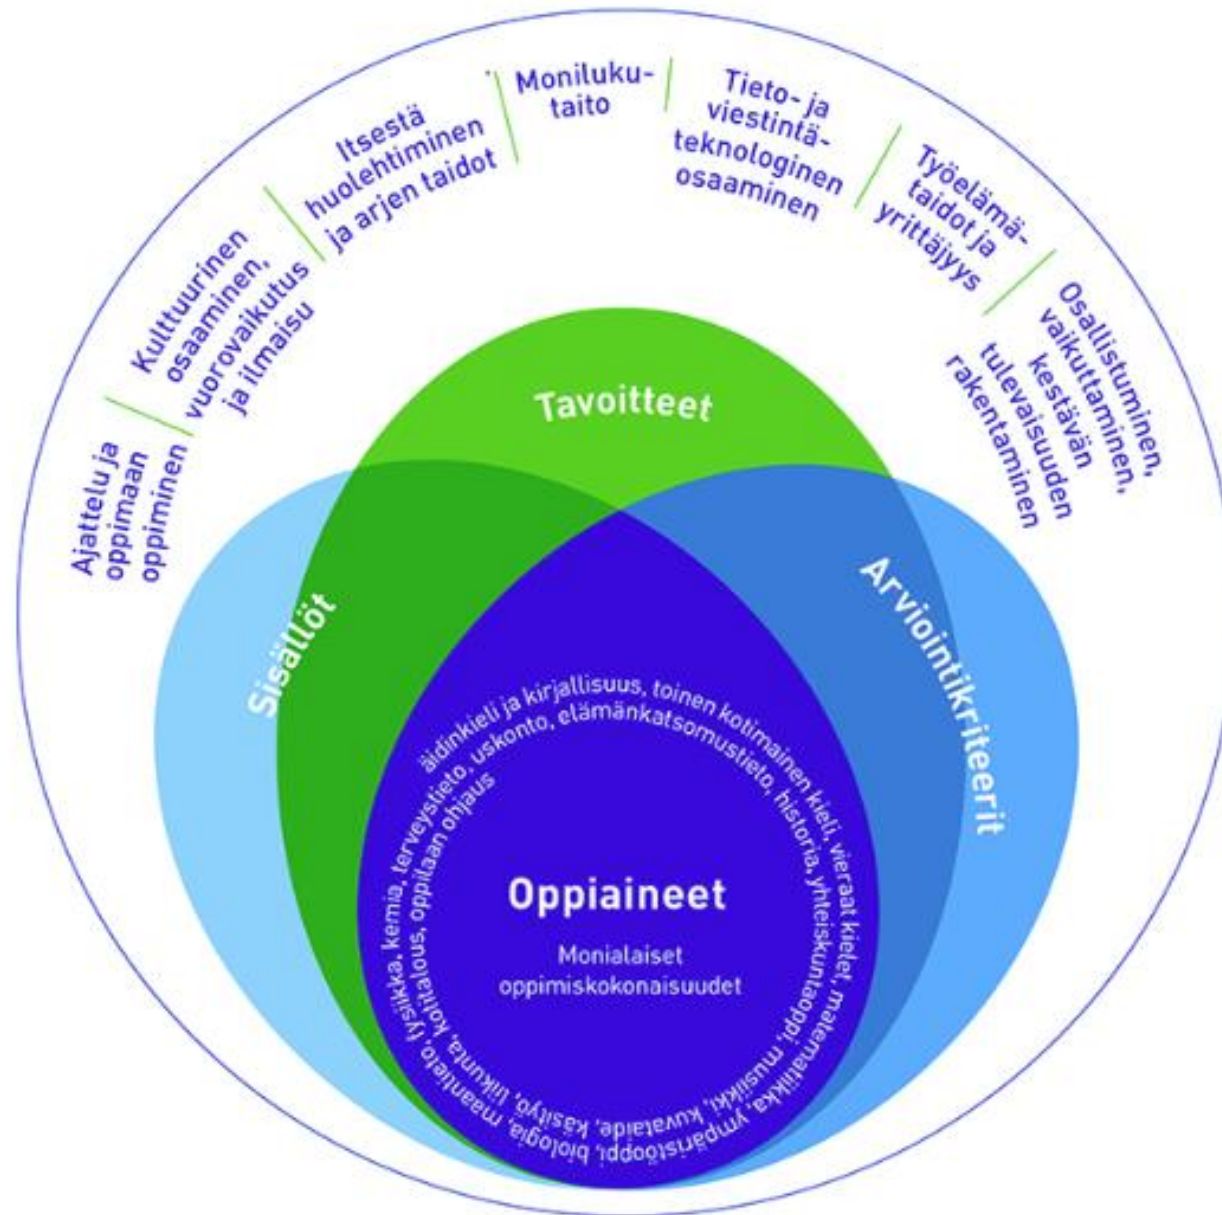 Ajattelu ja
oppimaan
oppiminen
Kulttuurinen
osaaminen,
vuorovaikutus
ja ilmaisu
Itsestä
huolehtiminen
ja arjen taidot
Moniluku-
taito
Tieto- ja
viestintä-
teknologinen
osaaminen
Työelämä-
taidot ja
yrittäjyys
Osallistuminen,
vaikuttaminen,
kestävän
tulevaisuuden
rakentaminen
Tavoitteet
Sisällöt
Arviointikriteerit
äidinkieli ja kirjallisuus, toinen kotimainen kieli, vieraat kielet, matematiikka, ympäristöoppi, biologia, maantieto, fysiikka, kemia, terveystieto, uskonto, elämänkatsomustieto, historia, yhteiskuntaoppi, musiikki, kuvataide, käsityö, liikunta, kotitalous, oppilaan ohjaus
Oppiaineet
Monialaiset
oppimiskokonaisuudet